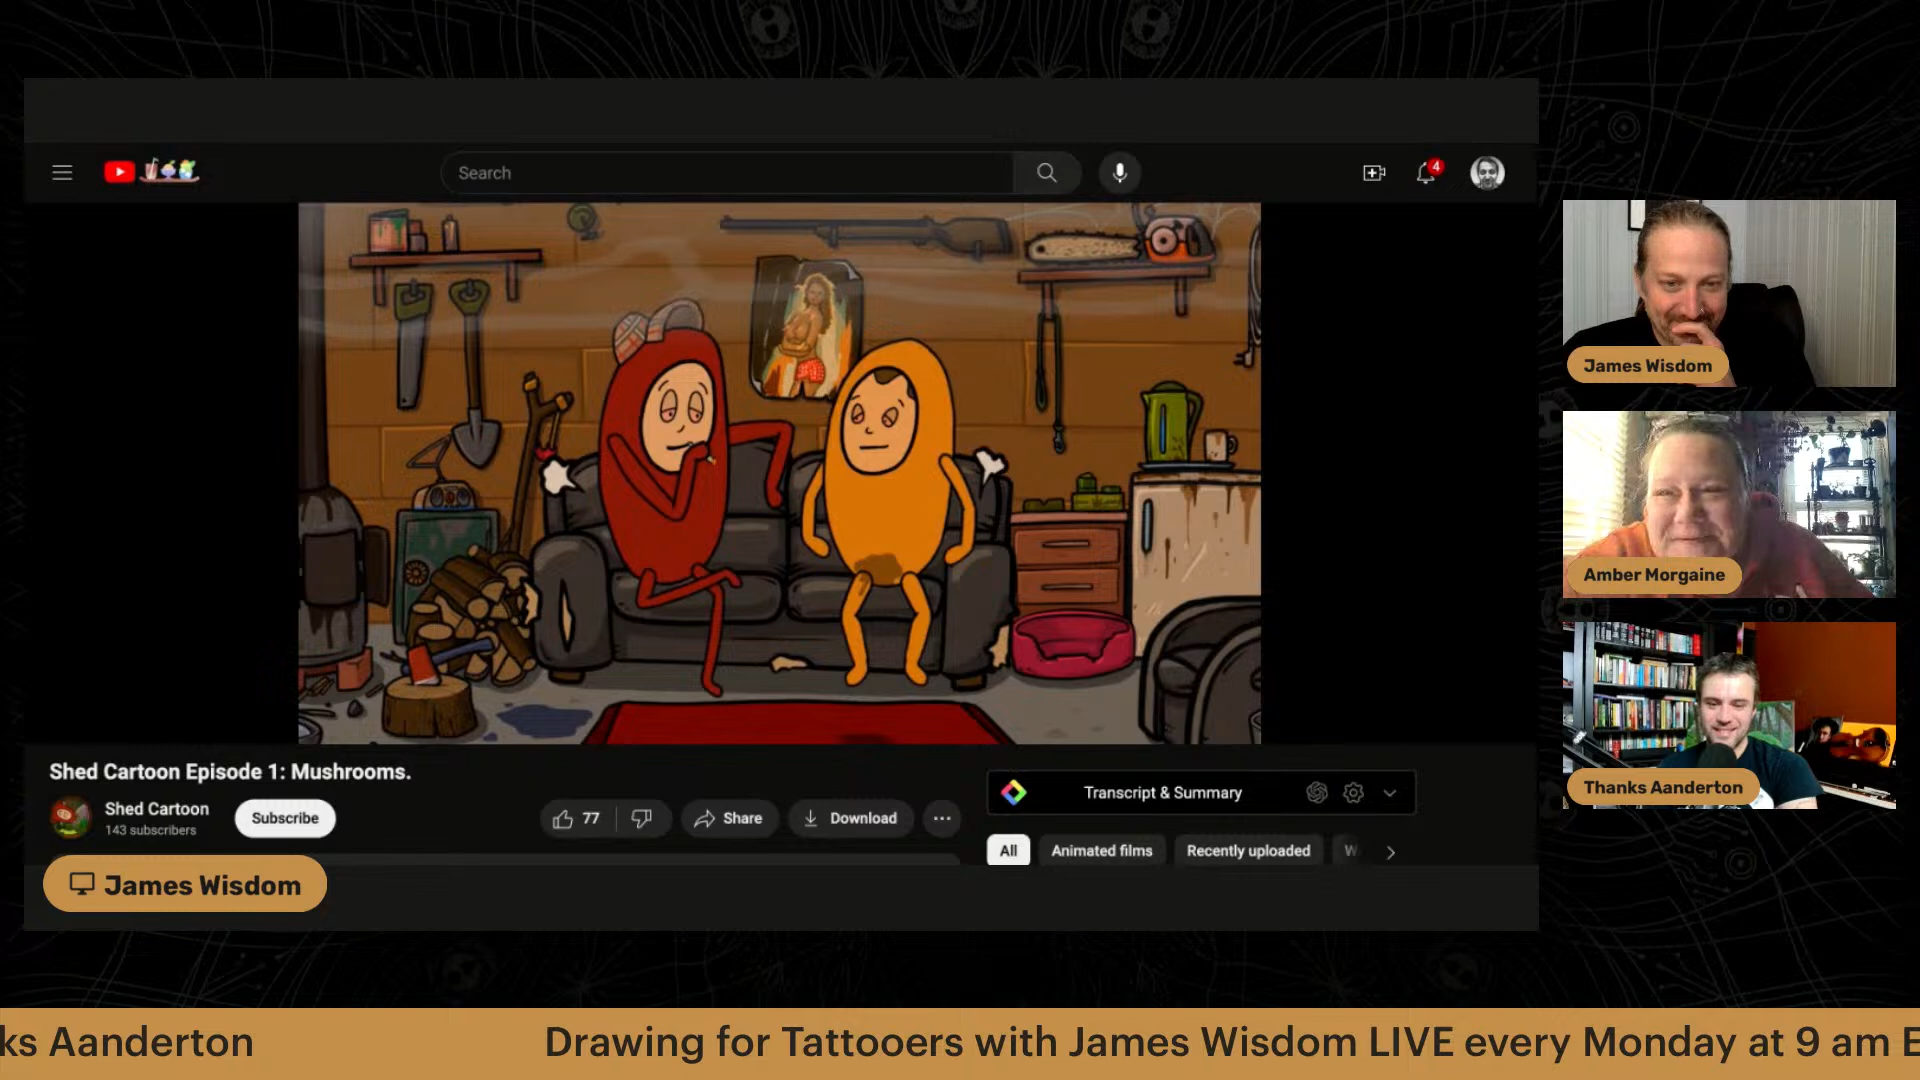 Search
4
James Wisdom
Amber Morgaine
Thanks Aanderton
Shed Cartoon Episode 1: Mushrooms.
Shed Cartoon
143 subscribers
Subscribe
77
Share
Download
Transcript & Summary
All
Animated films
Recently uploaded
W
James Wisdom
ks Aanderton
Drawing for Tattooers with James Wisdom LIVE every Monday at 9 am E